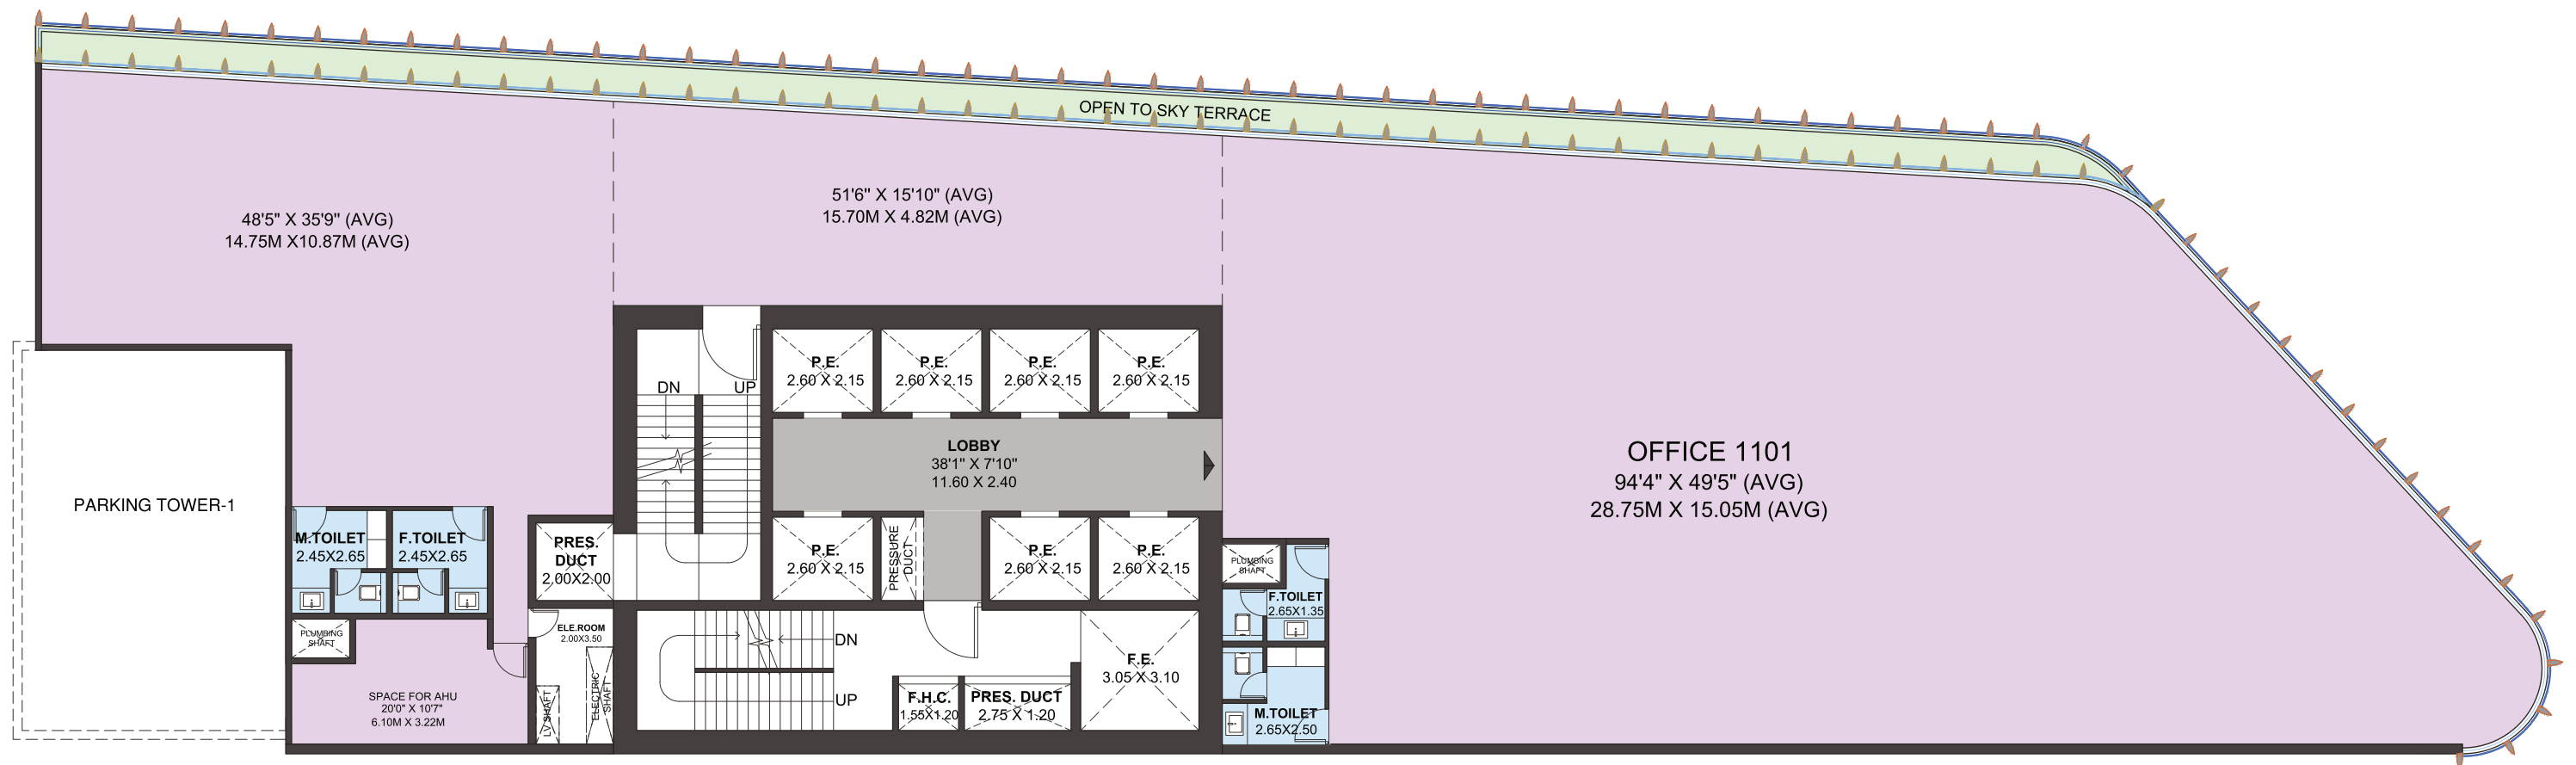 OPEN TO SKY TERRACE
48'5" X 35'9" (AVG)
14.75M X10.87M (AVG)
51'6" X 15'10" (AVG)
15.70M X 4.82M (AVG)
OFFICE 1101
94'4" X 49'5" (AVG)
28.75M X 15.05M (AVG)
PARKING TOWER-1
DN
UP
P.E.
2.60 X 2.15
P.E.
2.60 X 2.15
P.E.
2.60 X 2.15
P.E.
2.60 X 2.15
LOBBY
38'1" X 7'10"
11.60 X 2.40
M.TOILET
2.45X2.65
F.TOILET
2.45X2.65
PRES.
DUCT
2.00X2.00
P.E.
2.60 X 2.15
PRESSURE
DUCT
P.E.
2.60 X 2.15
P.E.
2.60 X 2.15
PLUMBING
SHAFT
F.TOILET
2.65X1.35
PLUMBING
SHAFT
ELE.ROOM
2.00X3.50
DN
UP
F.E.
3.05 X 3.10
SPACE FOR AHU
20'0" X 10'7"
6.10M X 3.22M
LV SHAFT
ELECTRIC
SHAFT
F.H.C.
1.55X1.20
PRES. DUCT
2.75 X 1.20
M.TOILET
2.65X2.50